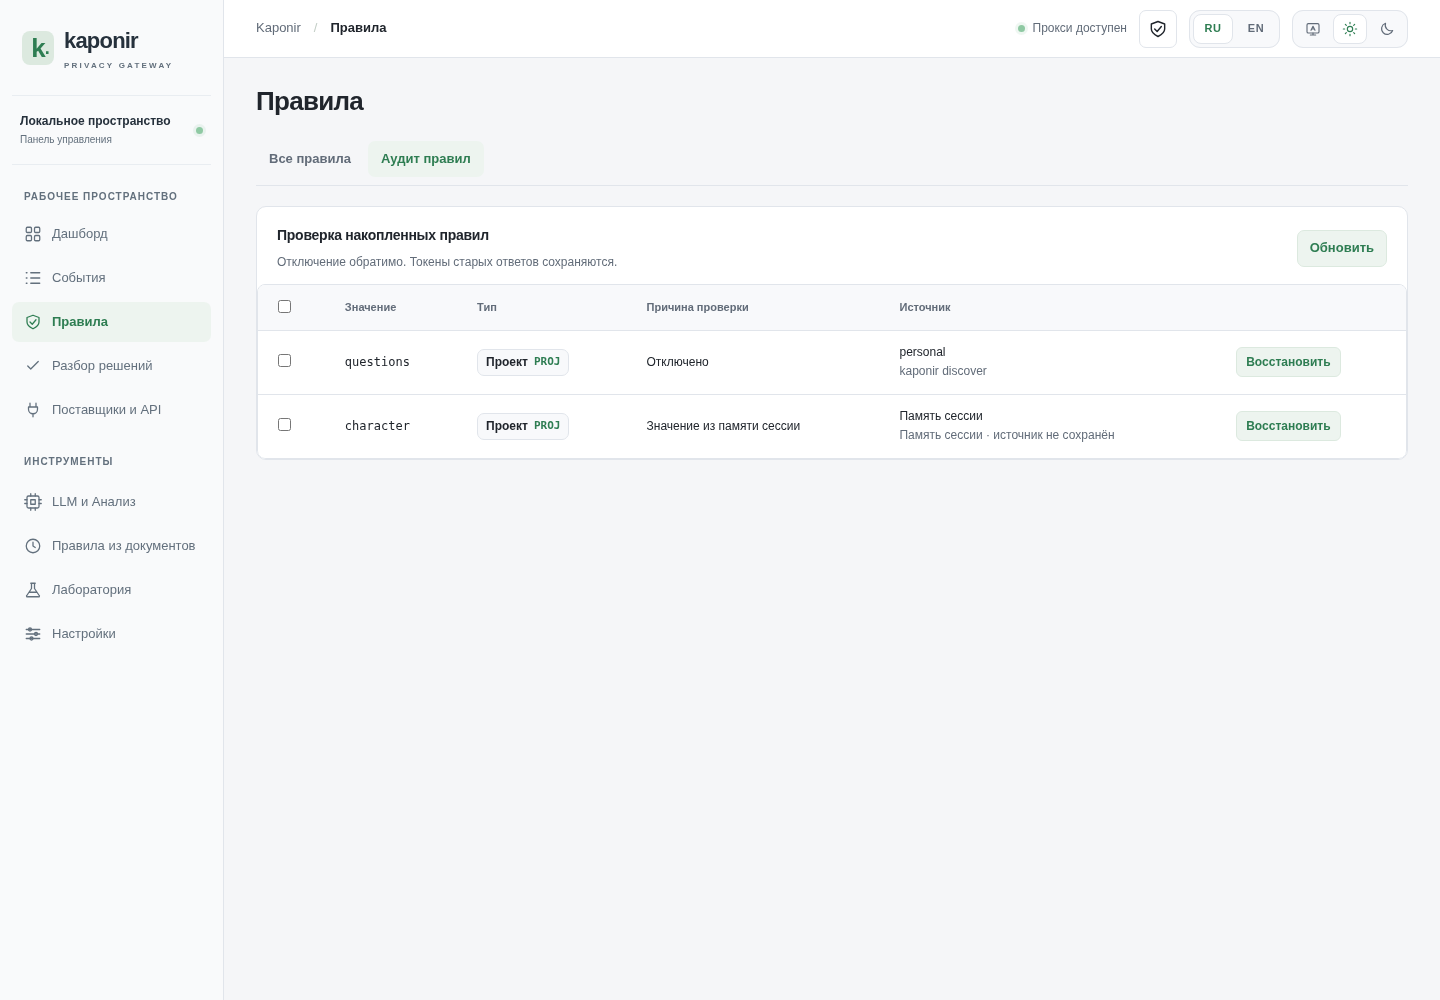 k.
kaponir
PRIVACY GATEWAY
Локальное пространство
Панель управления
РАБОЧЕЕ ПРОСТРАНСТВО
Дашборд
События
Правила
Разбор решений
Поставщики и API
ИНСТРУМЕНТЫ
LLM и Анализ
Правила из документов
Лаборатория
Настройки
Kaponir / Правила
Прокси доступен
RU EN
Правила
Все правила Аудит правил
Проверка накопленных правил
Отключение обратимо. Токены старых ответов сохраняются.
Обновить
Значение Тип Причина проверки Источник
questions Проект PROJ Отключено personal
kaponir discover
Восстановить
character Проект PROJ Значение из памяти сессии Память сессии
Память сессии · источник не сохранён
Восстановить